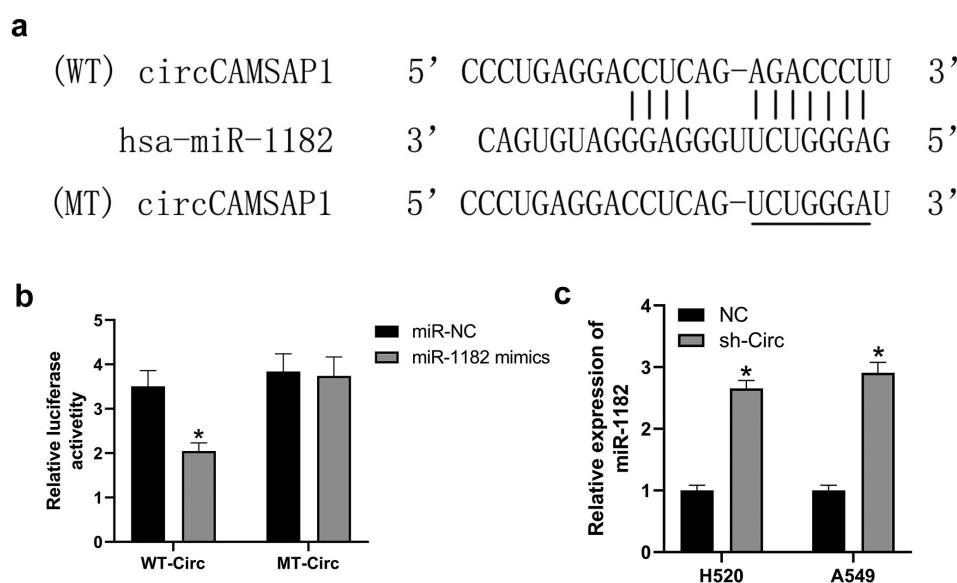 a
(WT) circCAMSAP1 5’ CCCUGAGGACCUCAG-AGACCCUU 3’
hsa-miR-1182 3’ CAGUGUAGGGAGGGUUCUGGGAG 5’
(MT) circCAMSAP1 5’ CCCUGAGGACCUCAG-UCUGGGAU 3’
b
Relative luciferase
activetity
5
4
3
2
1
0
*
WT-Circ
MT-Circ
miR-NC
miR-1182 mimics
c
Relative expression of
miR-1182
4
3
2
1
0
NC
sh-Circ
*
*
H520
A549